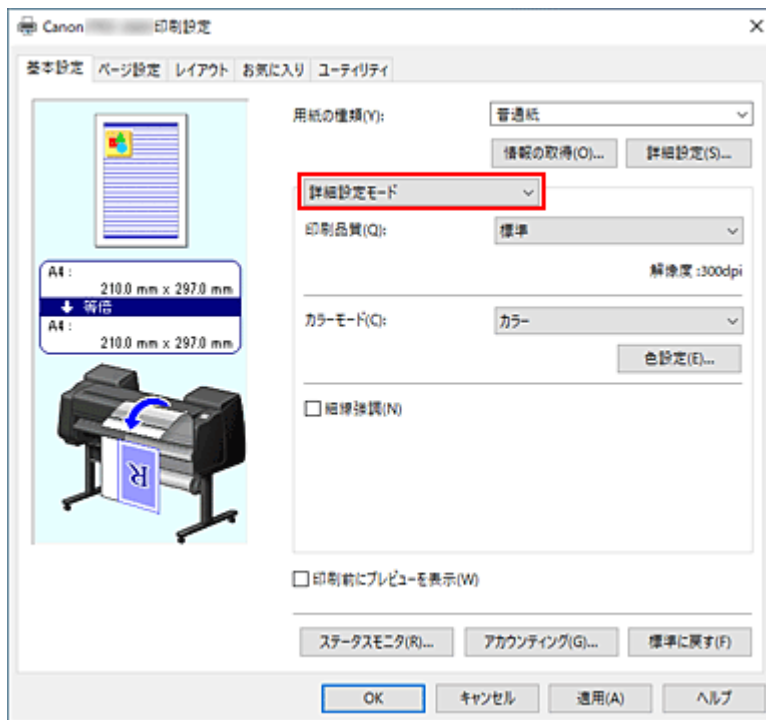 Canon 印刷設定
基本設定 ページ設定 レイアウト お気に入り ユーティリティ
用紙の種類(Y): 普通紙
情報の取得(O)... 詳細設定(S)...
詳細設定モード
印刷品質(Q): 標準
解像度 :300dpi
A4 :
210.0 mm x 297.0 mm
等倍
A4 :
210.0 mm x 297.0 mm
カラーモード(C): カラー
色設定(E)...
細線強調(N)
R
印刷前にプレビューを表示(W)
ステータスモニタ(R)... アカウンティング(G)... 標準に戻す(F)
OK キャンセル 適用(A) ヘルプ